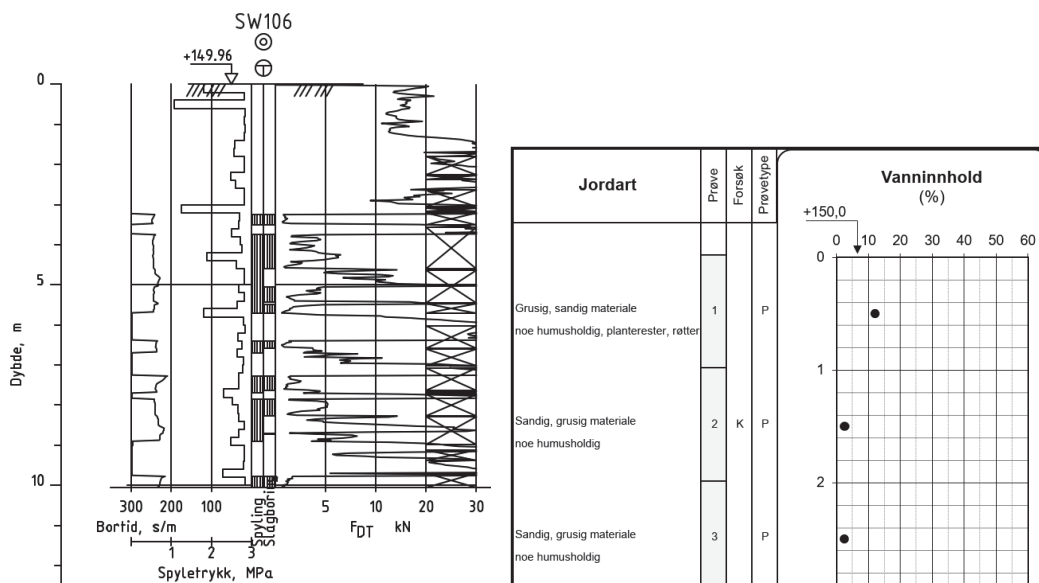 SW106
+149.96
0
5
10
Dybde, m
300 200 100
Bortid, s/m
1 2 3
Spyletrykk, MPa
Spyling
Slagboring
5 10 20 30
FDT kN
Jordart
Prøve
Forsøk
Prøvetype
Vanninnhold
(%)
+150,0
0 10 20 30 40 50 60
0
Grusig, sandig materiale
noe humusholdig, planterester, røtter
1
P
1
Sandig, grusig materiale
noe humusholdig
2
K
P
2
Sandig, grusig materiale
noe humusholdig
3
P